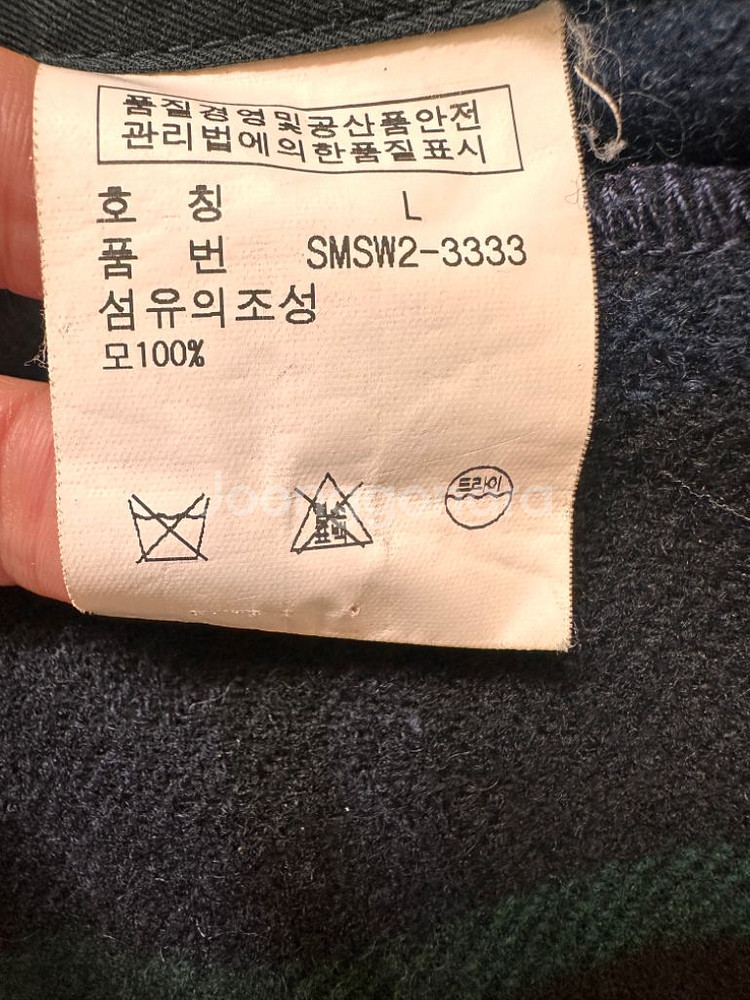 품질경영및공산품안전
관리법에의한품질표시
호 칭 L
품 번 SMSW2-3333
섬유의조성
모100%
드라이